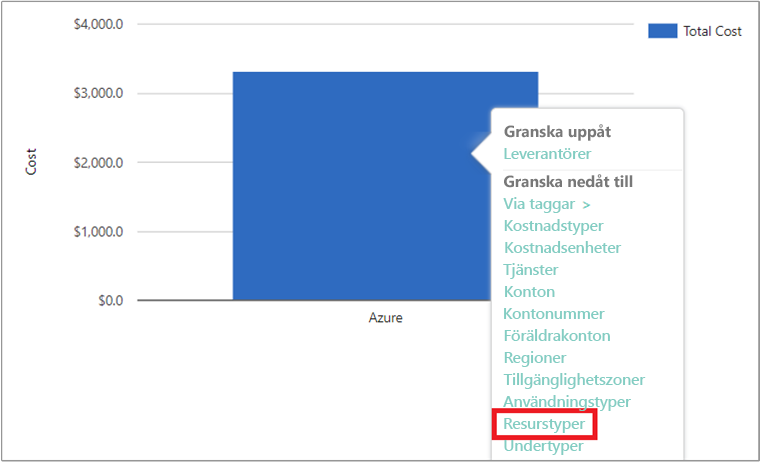 $4,000.0
Total Cost
$3,000.0
$2,000.0
$1,000.0
$0.0
Cost
Azure
Granska uppåt
Leverantörer
Granska nedåt till
Via taggar >
Kostnadstyper
Kostnadsenheter
Tjänster
Konton
Kontonummer
Föräldrakonton
Regioner
Tillgänglighetszoner
Användningstyper
Resurstyper
Undertyper